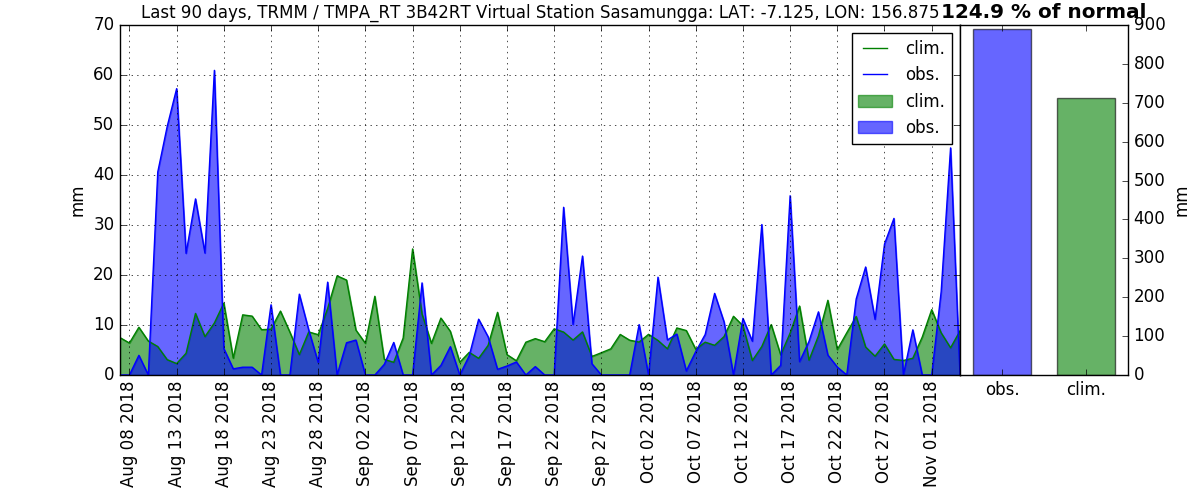 Last 90 days, TRMM / TMPA_RT 3B42RT Virtual Station Sasamungga: LAT: -7.125, LON: 156.875
124.9 % of normal
70
60
50
40
30
20
10
0
mm
clim.
obs.
clim.
obs.
900
800
700
600
500
400
300
200
100
0
mm
obs.
clim.
Aug 08 2018
Aug 13 2018
Aug 18 2018
Aug 23 2018
Aug 28 2018
Sep 02 2018
Sep 07 2018
Sep 12 2018
Sep 17 2018
Sep 22 2018
Sep 27 2018
Oct 02 2018
Oct 07 2018
Oct 12 2018
Oct 17 2018
Oct 22 2018
Oct 27 2018
Nov 01 2018